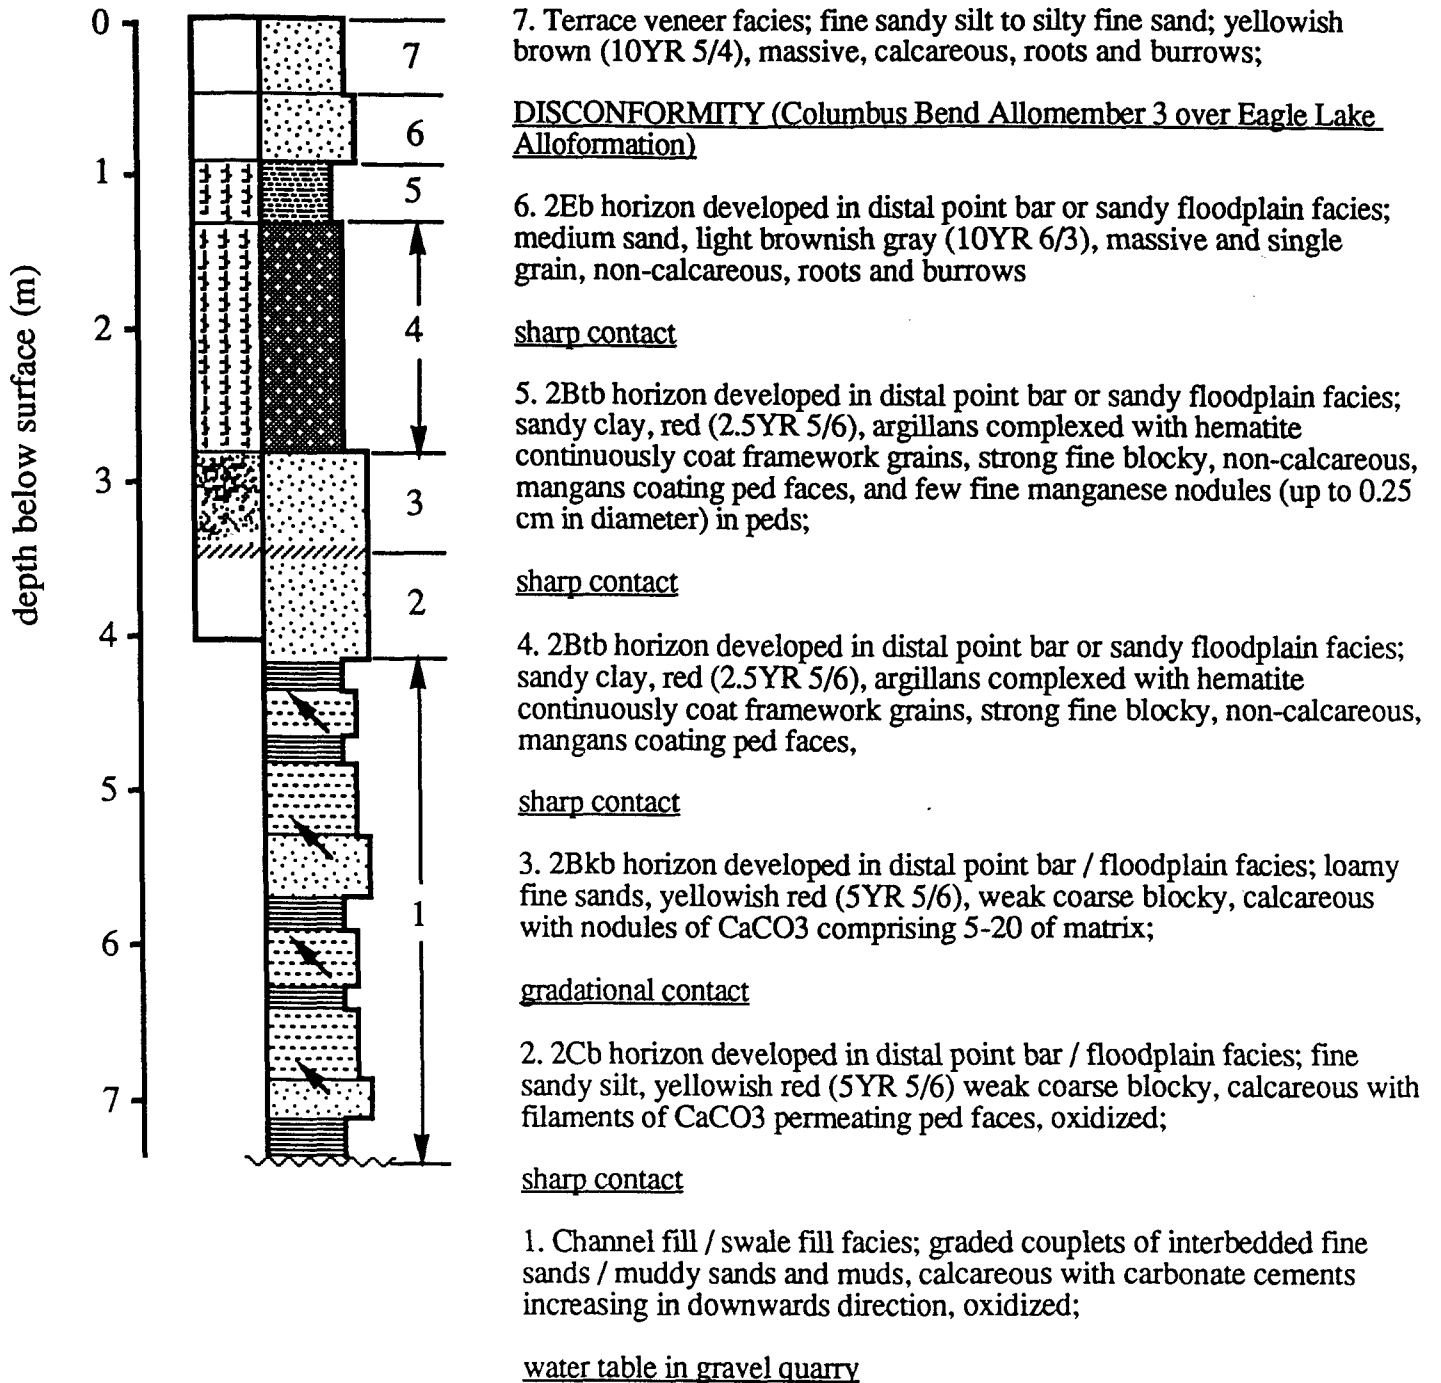 0
1
2
3
4
5
6
7
depth below surface (m)
7
6
5
4
3
2
1
7. Terrace veneer facies; fine sandy silt to silty fine sand; yellowish
brown (10YR 5/4), massive, calcareous, roots and burrows;
DISCONFORMITY (Columbus Bend Allomember 3 over Eagle Lake
Alloformation)
6. 2Eb horizon developed in distal point bar or sandy floodplain facies;
medium sand, light brownish gray (10YR 6/3), massive and single
grain, non-calcareous, roots and burrows
sharp contact
5. 2Btb horizon developed in distal point bar or sandy floodplain facies;
sandy clay, red (2.5YR 5/6), argillans complexed with hematite
continuously coat framework grains, strong fine blocky, non-calcareous,
mangans coating ped faces, and few fine manganese nodules (up to 0.25
cm in diameter) in peds;
sharp contact
4. 2Btb horizon developed in distal point bar or sandy floodplain facies;
sandy clay, red (2.5YR 5/6), argillans complexed with hematite
continuously coat framework grains, strong fine blocky, non-calcareous,
mangans coating ped faces,
sharp contact
3. 2Bkb horizon developed in distal point bar / floodplain facies; loamy
fine sands, yellowish red (5YR 5/6), weak coarse blocky, calcareous
with nodules of CaCO3 comprising 5-20 of matrix;
gradational contact
2. 2Cb horizon developed in distal point bar / floodplain facies; fine
sandy silt, yellowish red (5YR 5/6) weak coarse blocky, calcareous with
filaments of CaCO3 permeating ped faces, oxidized;
sharp contact
1. Channel fill / swale fill facies; graded couplets of interbedded fine
sands / muddy sands and muds, calcareous with carbonate cements
increasing in downwards direction, oxidized;
water table in gravel quarry